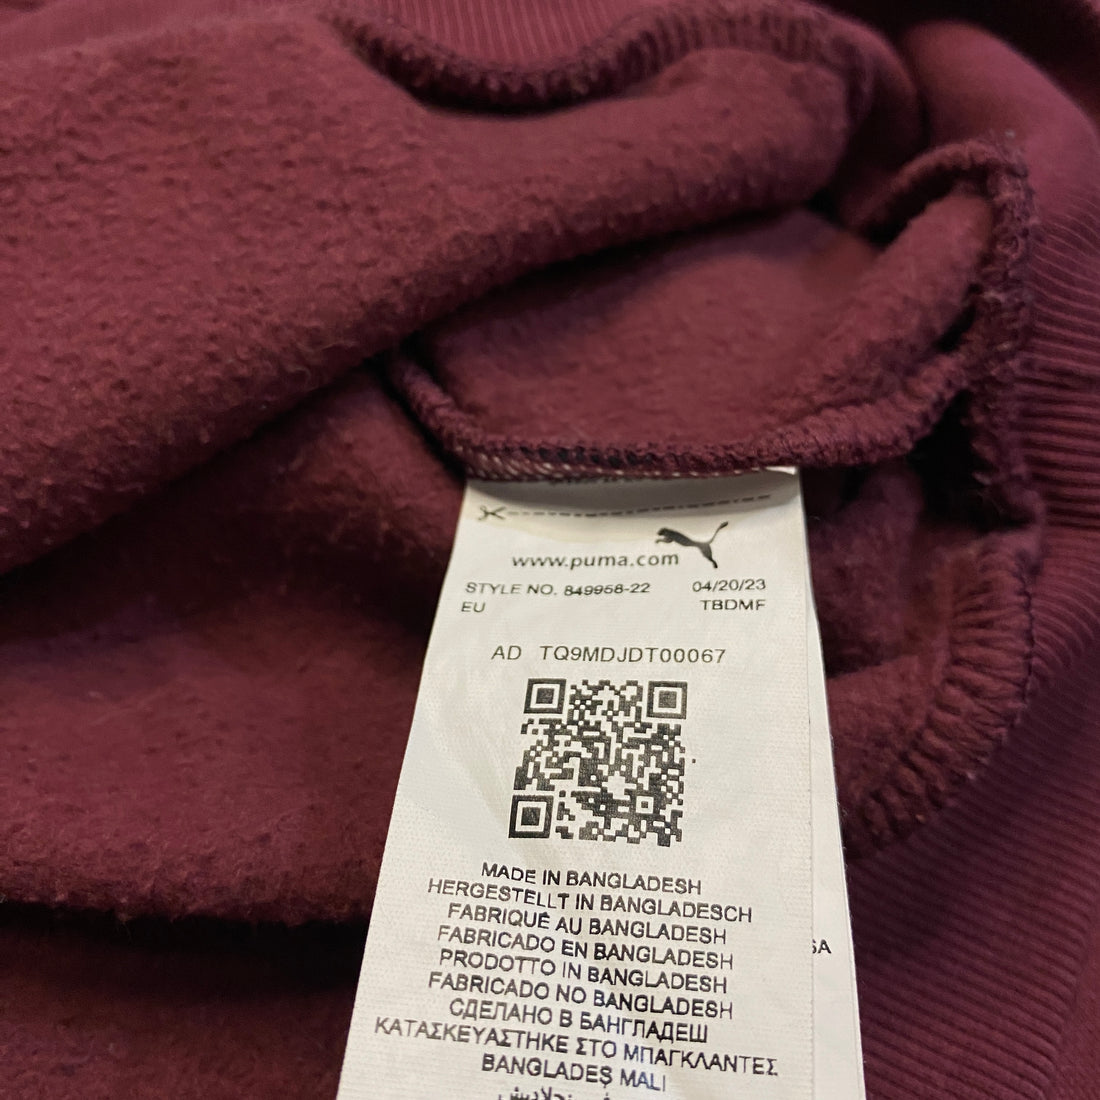 www.puma.com
STYLE NO. 849958-22 04/20/23
EU TBDMF
AD TQ9MDJDT00067
MADE IN BANGLADESH
HERGESTELLT IN BANGLADESCH
FABRIQUÉ AU BANGLADESH
FABRICADO EN BANGLADESH
PRODOTTO IN BANGLADESH
FABRICADO NO BANGLADESH
СДЕЛАНО В БАНГЛАДЕШ
ΚΑΤΑΣΚΕΥΑΣΤΗΚΕ ΣΤΟ ΜΠΑΓΚΛΑΝΤΕΣ
BANGLADEŞ MALI